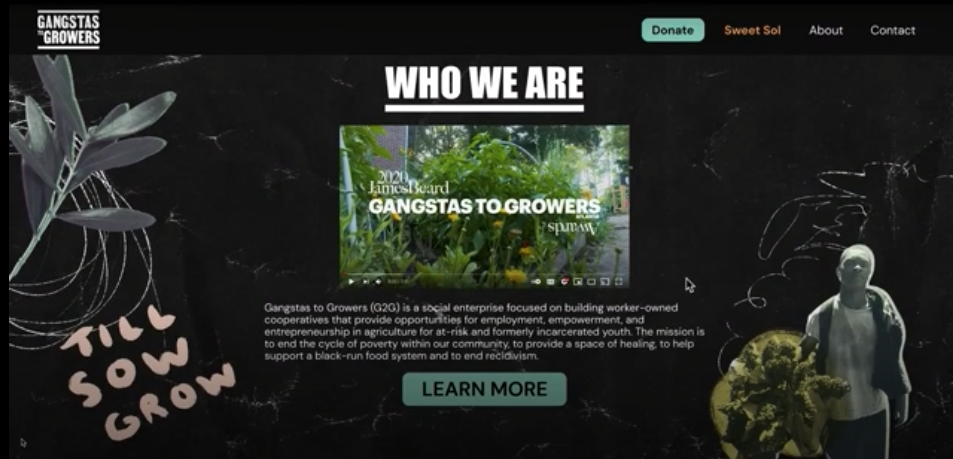 GANGSTAS
TO GROWERS
Donate
Sweet Sol
About
Contact
WHO WE ARE
2020
JamesBeard
GANGSTAS TO GROWERS
ATLANTA
Awards
Gangstas to Growers (G2G) is a social enterprise focused on building worker-owned
cooperatives that provide opportunities for employment, empowerment, and
entrepreneurship in agriculture for at-risk and formerly incarcerated youth. The mission is
to end the cycle of poverty within our community, to provide a space of healing, to help
support a black-run food system and to end recidivism.
LEARN MORE
TILL
SOW
GROW